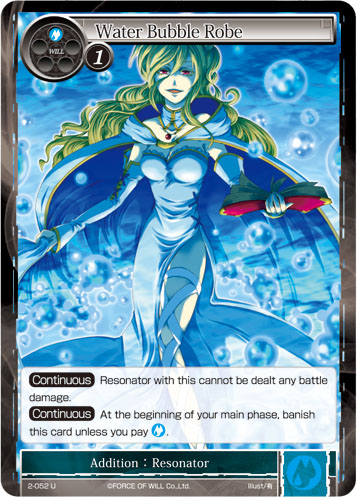 Water Bubble Robe
WILL
1
Continuous Resonator with this cannot be dealt any battle
damage.
Continuous At the beginning of your main phase, banish
this card unless you pay .
Addition : Resonator
2-052 U ©FORCE OF WILL Co.,Ltd. Illust/